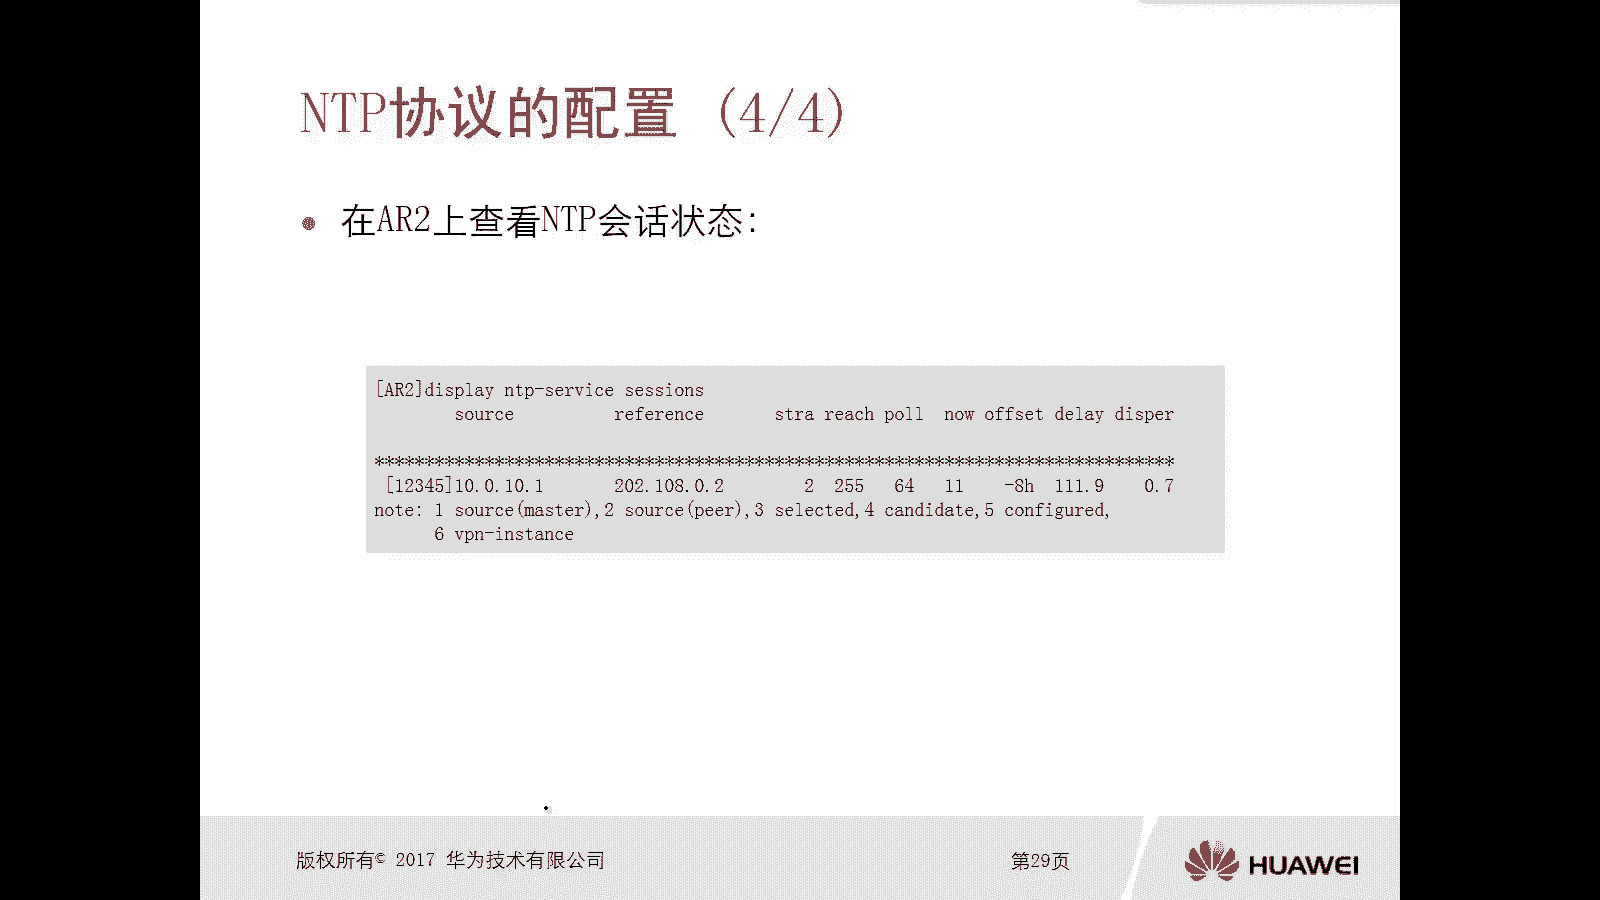 NTP协议的配置 (4/4)
在AR2上查看NTP会话状态:
[AR2]display ntp-service sessions
source reference stra reach poll now offset delay disper
********************************************************************************
[12345]10.0.10.1 202.108.0.2 2 255 64 11 -8h 111.9 0.7
note: 1 source(master),2 source(peer),3 selected,4 candidate,5 configured,
6 vpn-instance
版权所有© 2017 华为技术有限公司
第29页
HUAWEI